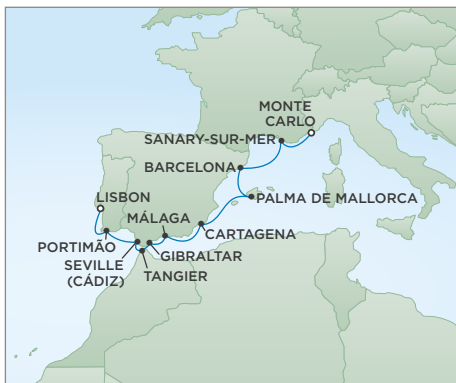 MONTE
CARLO
SANARY-SUR-MER
BARCELONA
PALMA DE MALLORCA
LISBON
MÁLAGA
CARTAGENA
PORTIMÃO
GIBRALTAR
SEVILLE
(CÁDIZ)
TANGIER